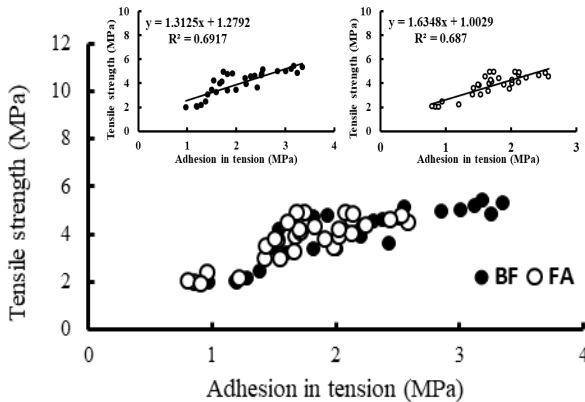 y = 1.3125x + 1.2792
R² = 0.6917
Tensile strength (MPa)
10
8
6
4
2
0
0 1 2 3 4
Adhesion in tension (MPa)
y = 1.6348x + 1.0029
R² = 0.687
Tensile strength (MPa)
10
8
6
4
2
0
0 1 2 3
Adhesion in tension (MPa)
Tensile strength (MPa)
12
10
8
6
4
2
0
BF FA
0 1 2 3 4
Adhesion in tension (MPa)